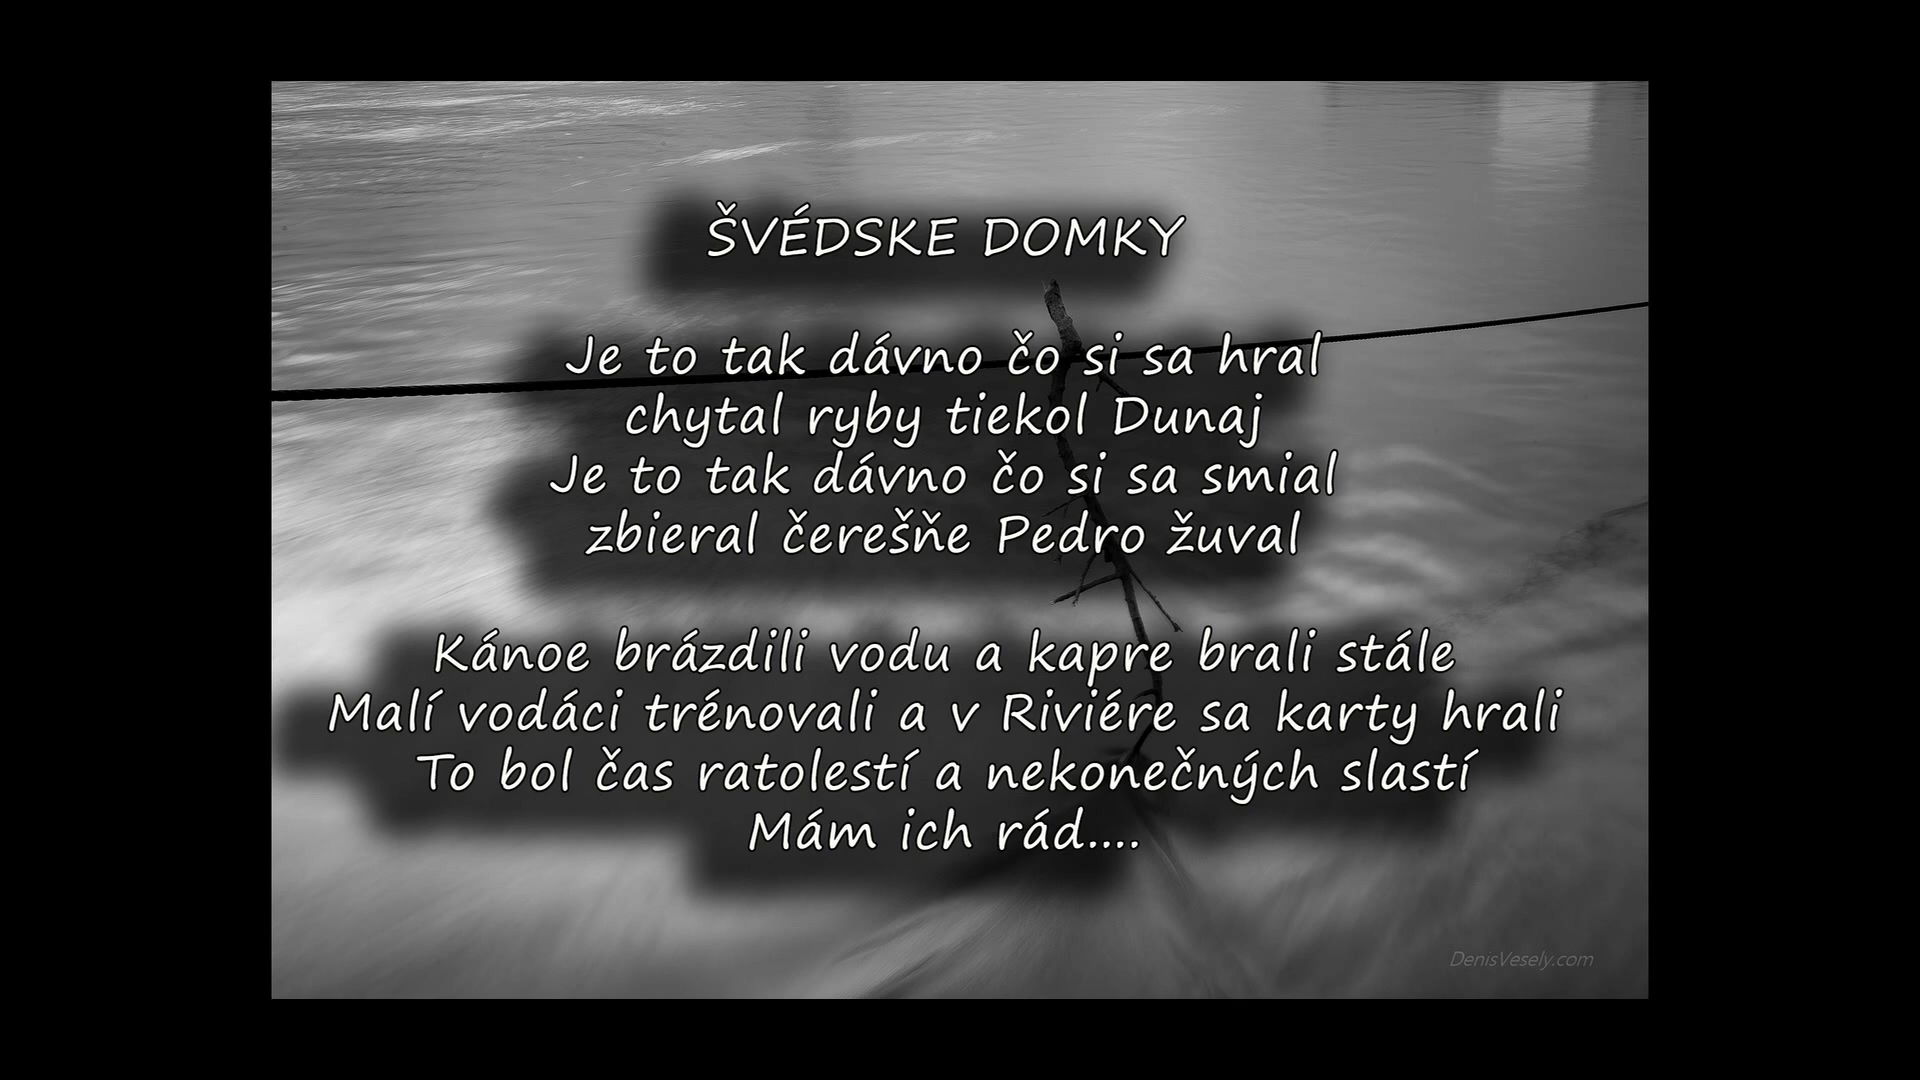 ŠVÉDSKE DOMKY
Je to tak dávno čo si sa hral
chytal ryby tiekol Dunaj
Je to tak dávno čo si sa smial
zbieral čerešňe Pedro žuval
Kánoe brázdili vodu a kapre brali stále
Malí vodáci trénovali a v Riviére sa karty hrali
To bol čas ratolestí a nekonečných slastí
Mám ich rád....
DenisVesely.com